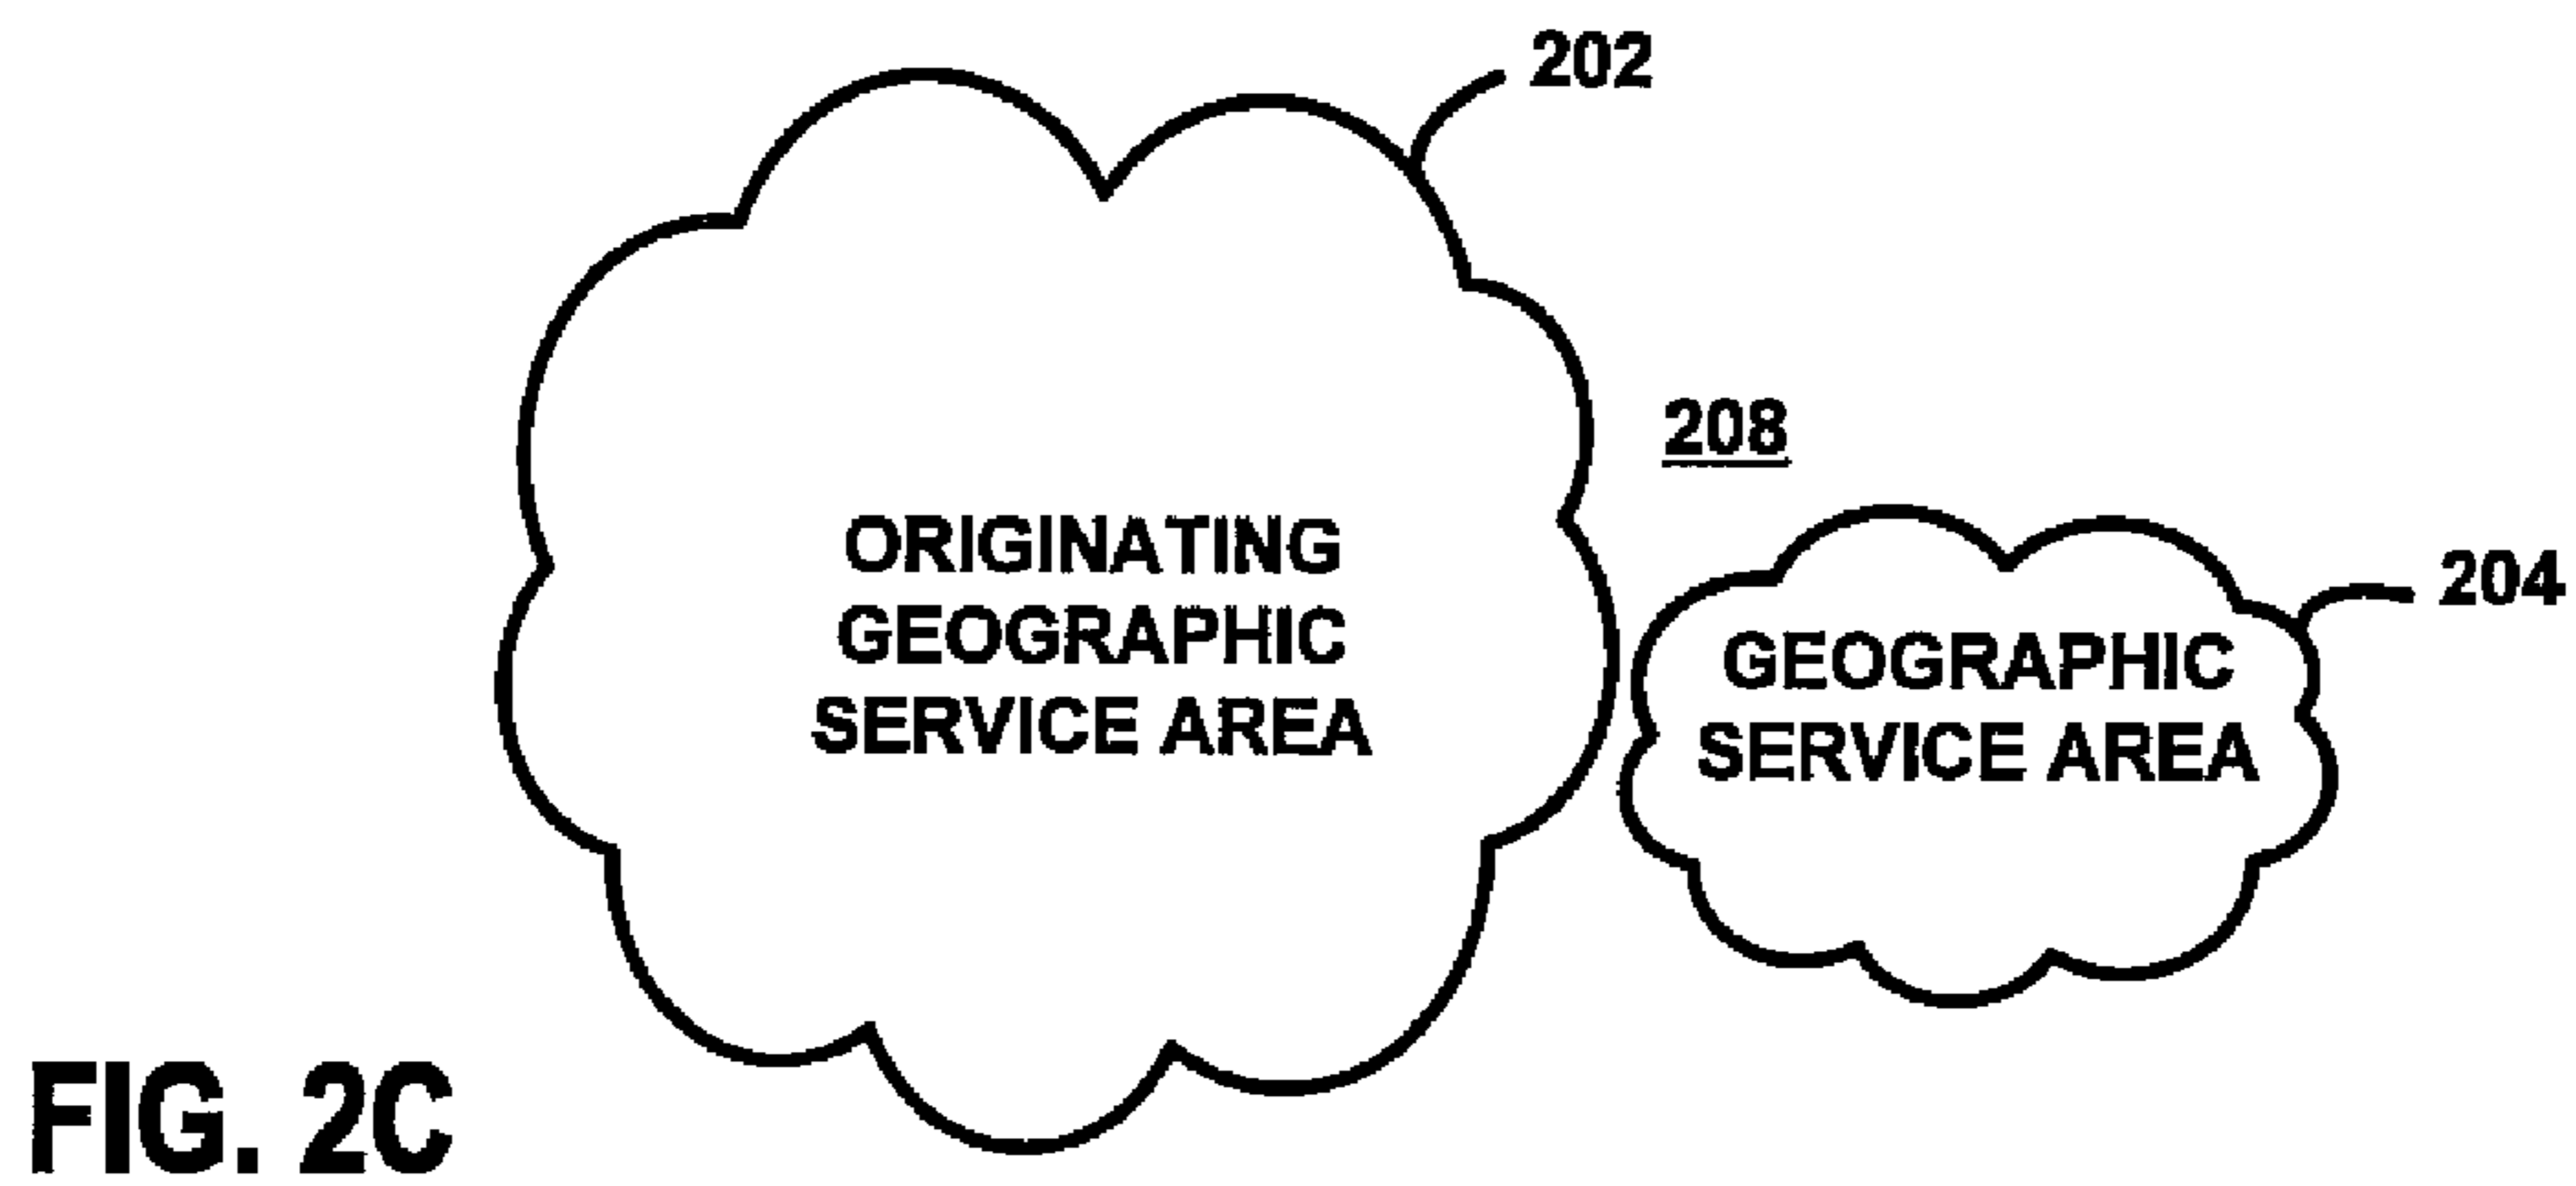 202
208
ORIGINATING
GEOGRAPHIC
SERVICE AREA
204
GEOGRAPHIC
SERVICE AREA
FIG. 2C